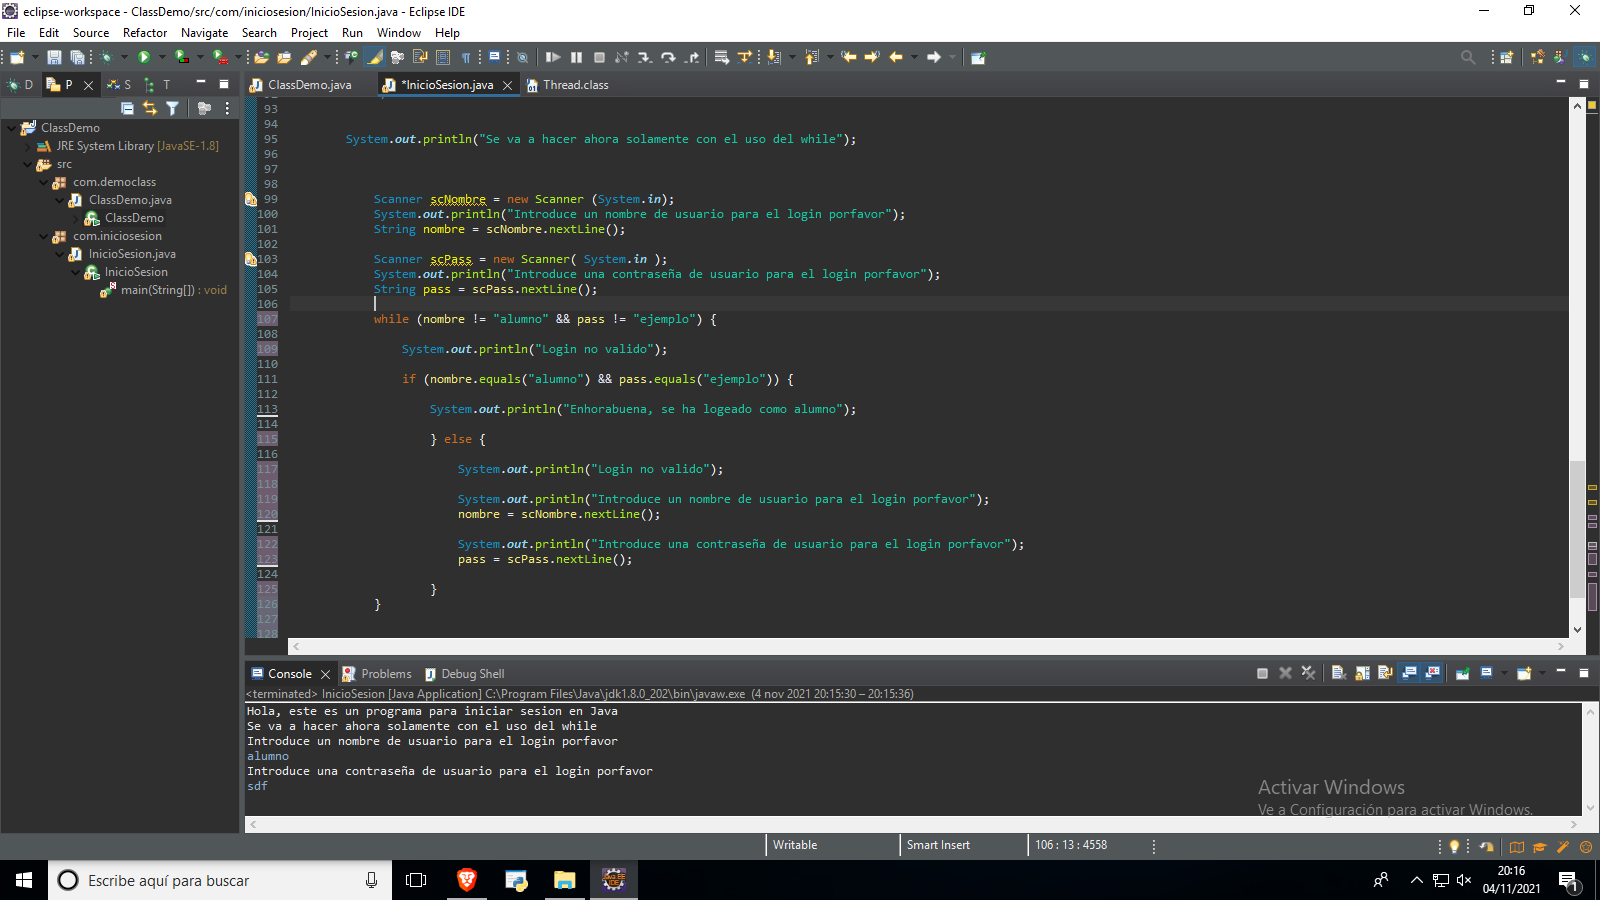 eclipse-workspace - ClassDemo/src/com/iniciosesion/InicioSesion.java - Eclipse IDE
File Edit Source Refactor Navigate Search Project Run Window Help
D P S T
ClassDemo.java *InicioSesion.java Thread.class
ClassDemo
JRE System Library [JavaSE-1.8]
src
com.democlass
ClassDemo.java
ClassDemo
com.iniciosesion
InicioSesion.java
InicioSesion
main(String[]) : void
93
94
95 System.out.println("Se va a hacer ahora solamente con el uso del while");
96
97
98
99 Scanner scNombre = new Scanner (System.in);
100 System.out.println("Introduce un nombre de usuario para el login porfavor");
101 String nombre = scNombre.nextLine();
102
103 Scanner scPass = new Scanner( System.in );
104 System.out.println("Introduce una contraseña de usuario para el login porfavor");
105 String pass = scPass.nextLine();
106
107 while (nombre != "alumno" && pass != "ejemplo") {
108
109 System.out.println("Login no valido");
110
111 if (nombre.equals("alumno") && pass.equals("ejemplo")) {
112
113 System.out.println("Enhorabuena, se ha logeado como alumno");
114
115 } else {
116
117 System.out.println("Login no valido");
118
119 System.out.println("Introduce un nombre de usuario para el login porfavor");
120 nombre = scNombre.nextLine();
121
122 System.out.println("Introduce una contraseña de usuario para el login porfavor");
123 pass = scPass.nextLine();
124
125 }
126 }
127
128
Console Problems Debug Shell
<terminated> InicioSesion [Java Application] C:\Program Files\Java\jdk1.8.0_202\bin\javaw.exe (4 nov 2021 20:15:30 – 20:15:36)
Hola, este es un programa para iniciar sesion en Java
Se va a hacer ahora solamente con el uso del while
Introduce un nombre de usuario para el login porfavor
alumno
Introduce una contraseña de usuario para el login porfavor
sdf
Activar Windows
Ve a Configuración para activar Windows.
Writable Smart Insert 106 : 13 : 4558
Escribe aquí para buscar
Java EE
IDE
20:16
04/11/2021
1